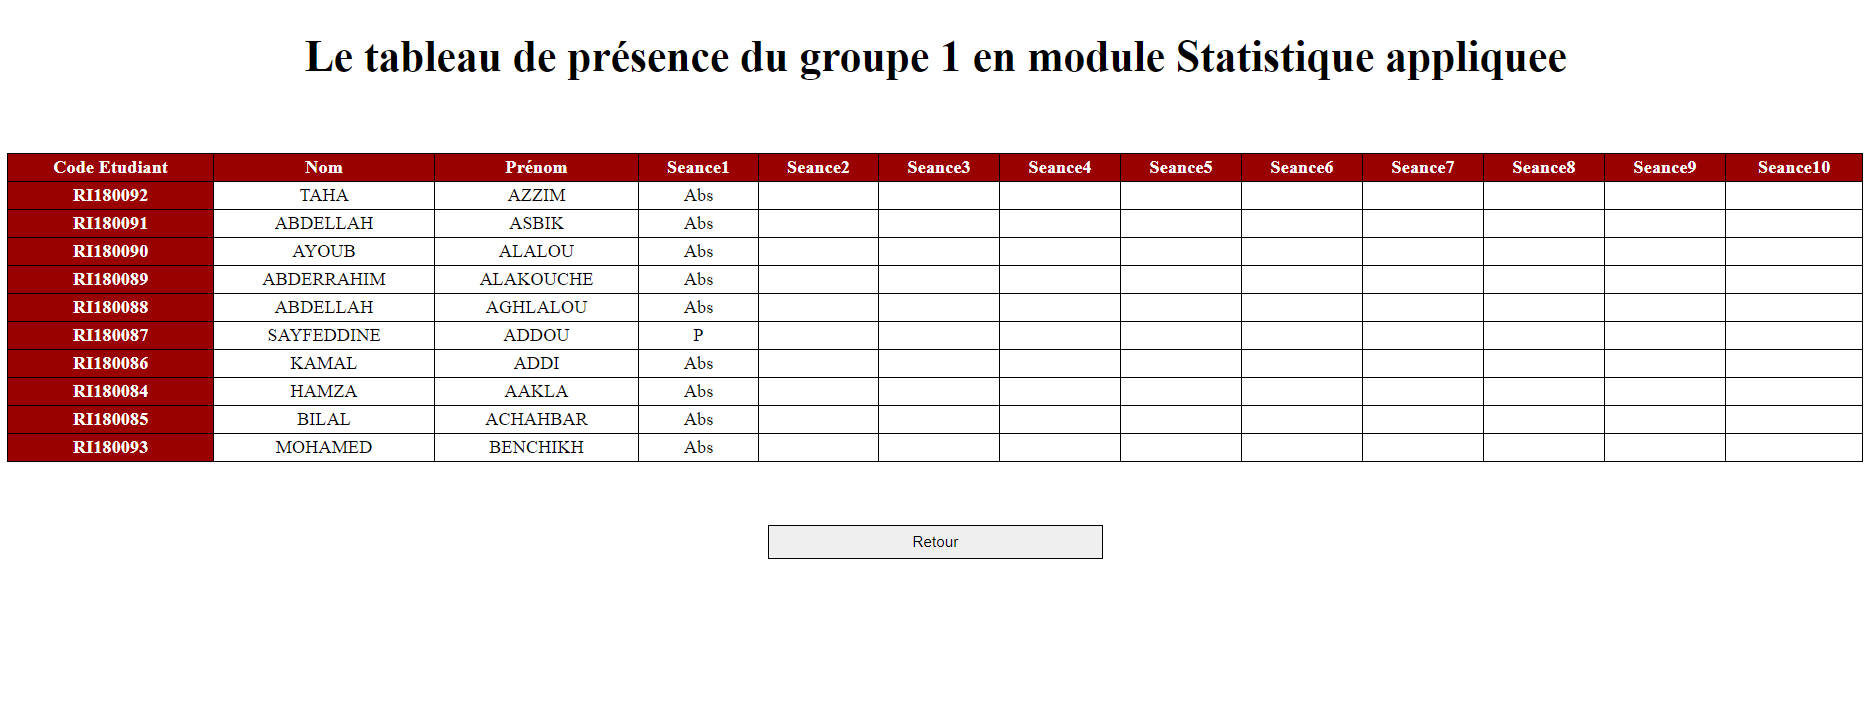 Le tableau de présence du groupe 1 en module Statistique appliquee
Code Etudiant Nom Prénom Seance1 Seance2 Seance3 Seance4 Seance5 Seance6 Seance7 Seance8 Seance9 Seance10
RI180092 TAHA AZZIM Abs
RI180091 ABDELLAH ASBIK Abs
RI180090 AYOUB ALALOU Abs
RI180089 ABDERRAHIM ALAKOUCHE Abs
RI180088 ABDELLAH AGHLALOU Abs
RI180087 SAYFEDDINE ADDOU P
RI180086 KAMAL ADDI Abs
RI180084 HAMZA AAKLA Abs
RI180085 BILAL ACHAHBAR Abs
RI180093 MOHAMED BENCHIKH Abs
Retour